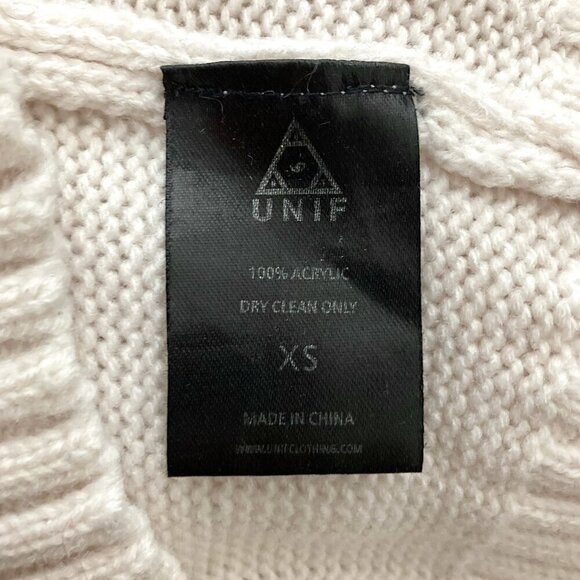 UNIF
100% ACRYLIC
DRY CLEAN ONLY
XS
MADE IN CHINA
WWW.UNIFCLOTHING.COM